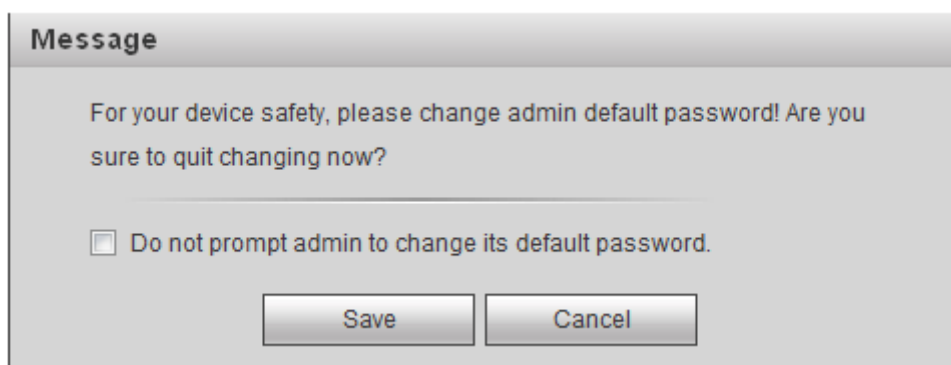 Message
For your device safety, please change admin default password! Are you
sure to quit changing now?
Do not prompt admin to change its default password.
Save Cancel